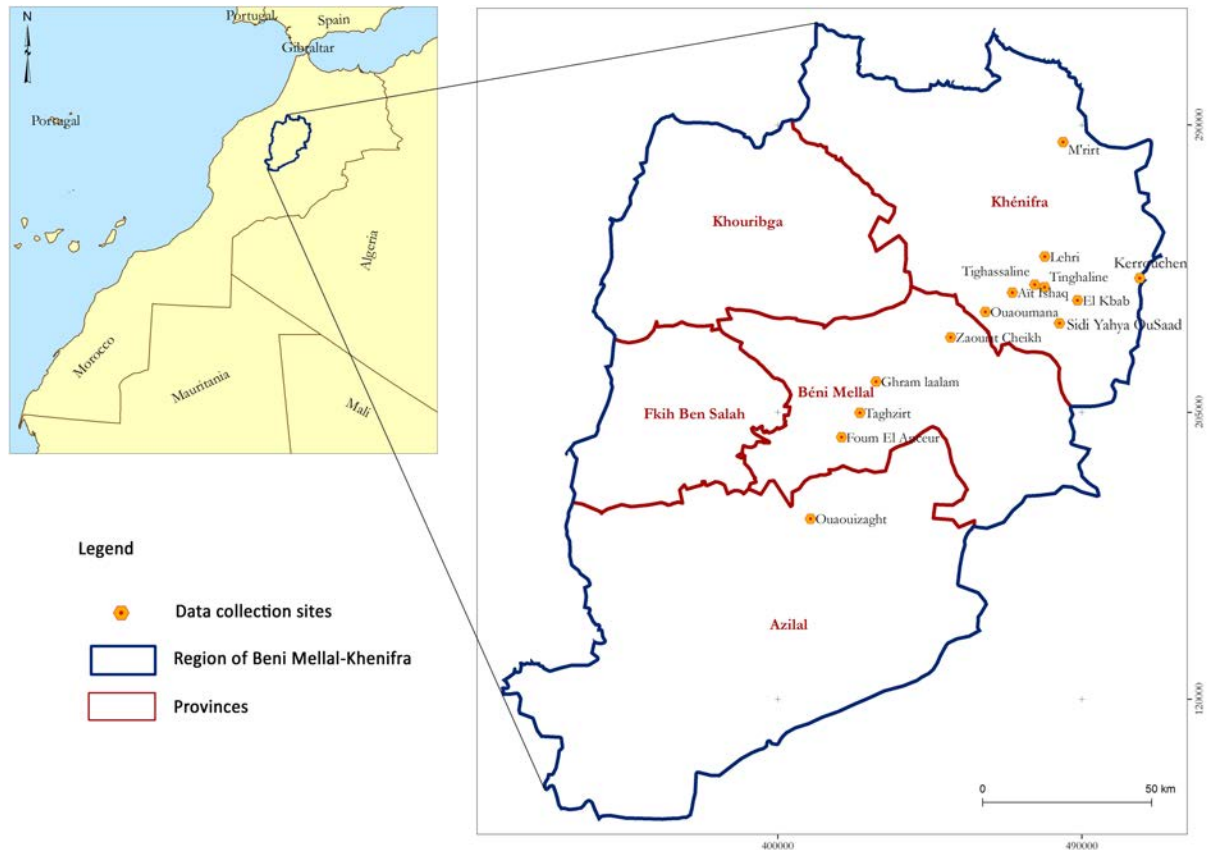 N
Portugal
Spain
Gibraltar
Portugal
Algeria
Morocco
Mauritania
Mali
Legend
Data collection sites
Region of Beni Mellal-Khenifra
Provinces
M'rirt
Khénifra
Khouribga
Lehri
Kerrouchen
Tighassaline
Tinghaline
Ait Ishaq
El Kbab
Ouaoumana
Sidi Yahya OuSaad
Zaouit Cheikh
Ghram laalam
Béni Mellal
Fkih Ben Salah
Taghzirt
Foum El Anceur
Ouaouizaght
Azilal
0 50 km
290000
205000
120000
400000 490000